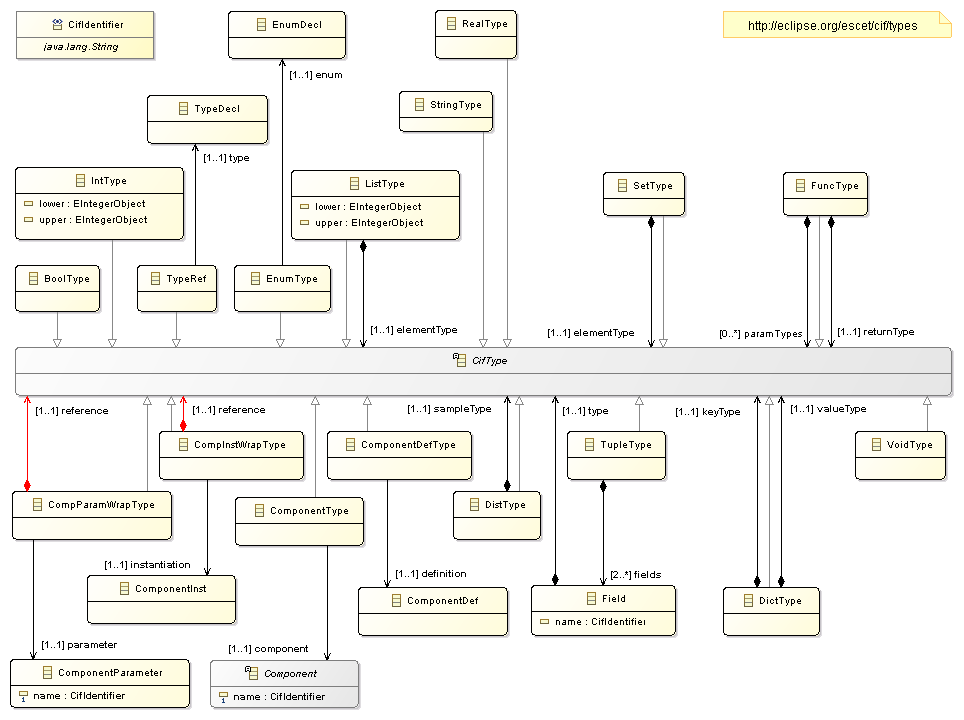 CifIdentifier
java.lang.String
EnumDecl
RealType
http://eclipse.org/escet/cif/types
[1..1] enum
TypeDecl
StringType
[1..1] type
IntType
lower : EIntegerObject
upper : EIntegerObject
ListType
lower : EIntegerObject
upper : EIntegerObject
SetType
FuncType
BoolType
TypeRef
EnumType
[1..1] elementType
[1..1] elementType
[0..*] paramTypes
[1..1] returnType
CifType
[1..1] reference
[1..1] reference
[1..1] sampleType
[1..1] type
[1..1] keyType
[1..1] valueType
CompInstWrapType
ComponentDefType
TupleType
VoidType
CompParamWrapType
ComponentType
DistType
[1..1] instantiation
[1..1] definition
[2..*] fields
ComponentInst
ComponentDef
Field
name : CifIdentifier
DictType
[1..1] parameter
[1..1] component
ComponentParameter
name : CifIdentifier
Component
name : CifIdentifier